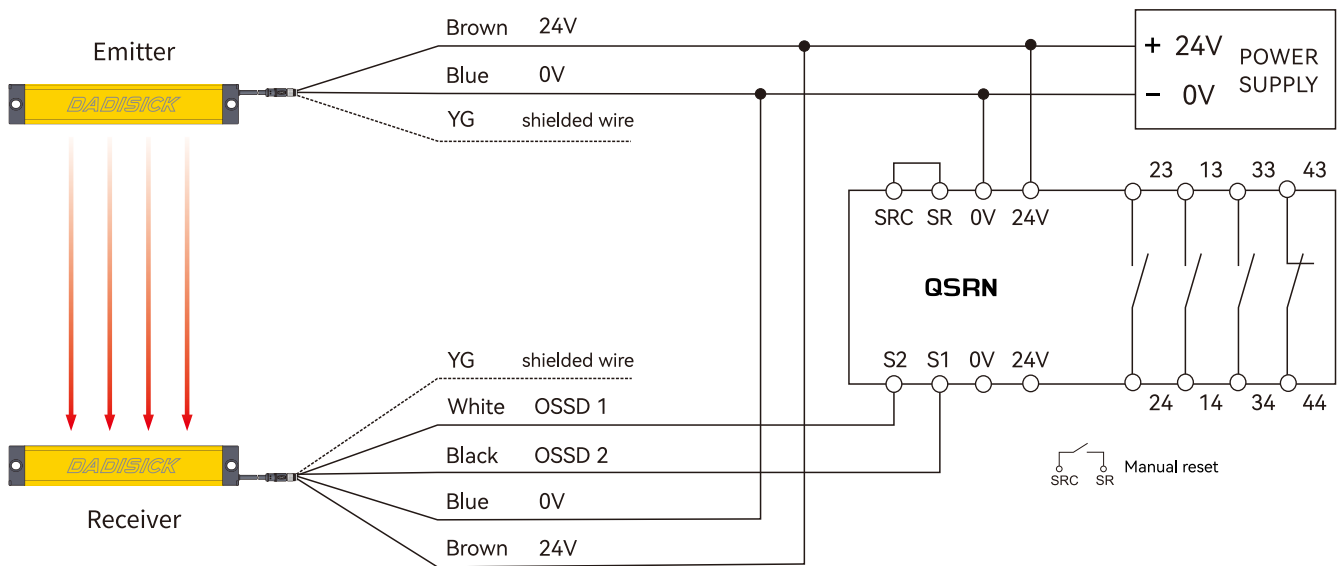 Brown 24V
Emitter
Blue 0V
DADISICK
YG shielded wire
+ 24V
POWER
SUPPLY
− 0V
23 13 33 43
SRC SR 0V 24V
QSRN
S2 S1 0V 24V
24 14 34 44
YG shielded wire
White OSSD 1
Black OSSD 2
DADISICK
Blue 0V
Receiver
Brown 24V
SRC SR Manual reset